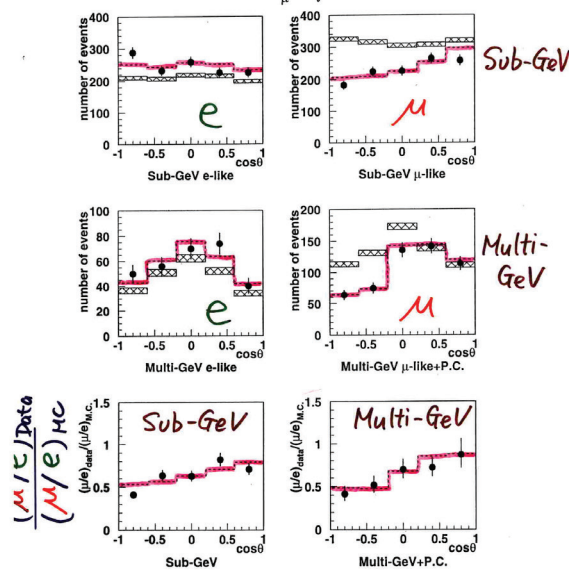 μ
number of events
400
300
200
100
0
e
-1 -0.5 0 0.5 1
cosθ
Sub-GeV e-like
number of events
400
300
200
100
0
μ
-1 -0.5 0 0.5 1
cosθ
Sub-GeV μ-like
Sub-GeV
number of events
100
80
60
40
20
0
e
-1 -0.5 0 0.5 1
cosθ
Multi-GeV e-like
number of events
200
150
100
50
0
μ
-1 -0.5 0 0.5 1
cosθ
Multi-GeV μ-like+P.C.
Multi-
GeV
(μ/e)Data
(μ/e)MC
(μ/e)data/(μ/e)M.C.
1.5
1
0.5
0
Sub-GeV
-1 -0.5 0 0.5 1
cosθ
Sub-GeV
(μ/e)data/(μ/e)M.C.
1.5
1
0.5
0
Multi-GeV
-1 -0.5 0 0.5 1
cosθ
Multi-GeV+P.C.